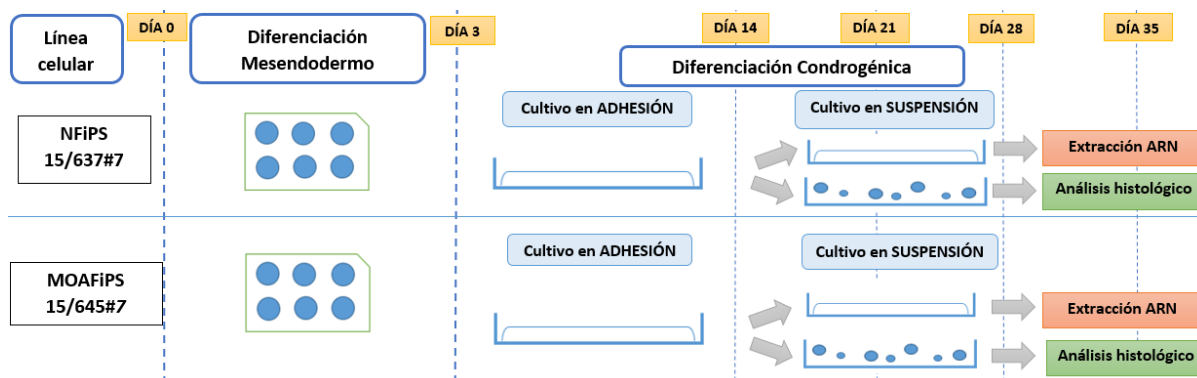 Línea
celular
DÍA 0
Diferenciación
Mesendodermo
DÍA 3
DÍA 14
DÍA 21
DÍA 28
DÍA 35
Diferenciación Condrogénica
NFiPS
15/637#7
Cultivo en ADHESIÓN
Cultivo en SUSPENSIÓN
Extracción ARN
Análisis histológico
MOAFiPS
15/645#7
Cultivo en ADHESIÓN
Cultivo en SUSPENSIÓN
Extracción ARN
Análisis histológico